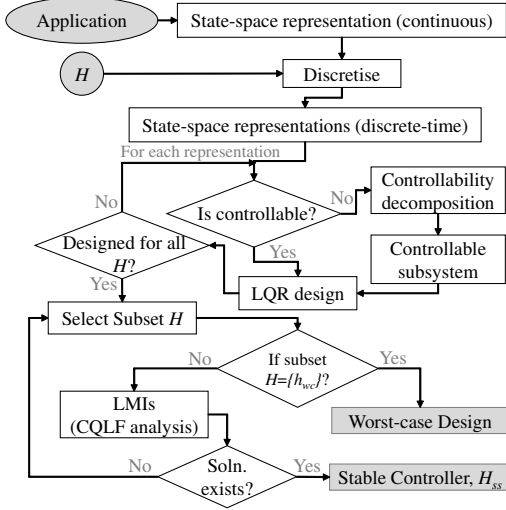 Application
State-space representation (continuous)
H
Discretise
State-space representations (discrete-time)
For each representation
No
Is controllable?
No
Controllability
decomposition
Designed for all
H?
Yes
Controllable
subsystem
Yes
LQR design
Select Subset H
No
If subset
H={h_wc}?
Yes
LMIs
(CQLF analysis)
Worst-case Design
No
Soln.
exists?
Yes
Stable Controller, H_ss